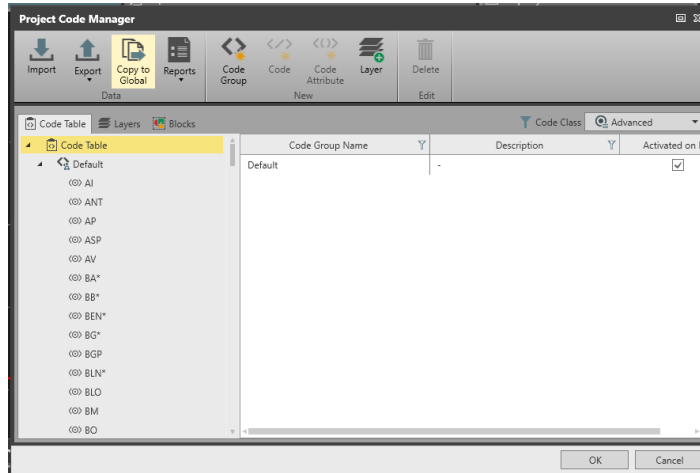 Project Code Manager
Import
Export
Copy to
Global
Reports
Code
Group
Code
Code
Attribute
Layer
Delete
Data
New
Edit
Code Table
Layers
Blocks
Code Class
Advanced
Code Table
Code Group Name
Description
Activated on
Default
Default
-
AI
ANT
AP
ASP
AV
BA*
BB*
BEN*
BG*
BGP
BLN*
BLO
BM
BO
OK
Cancel